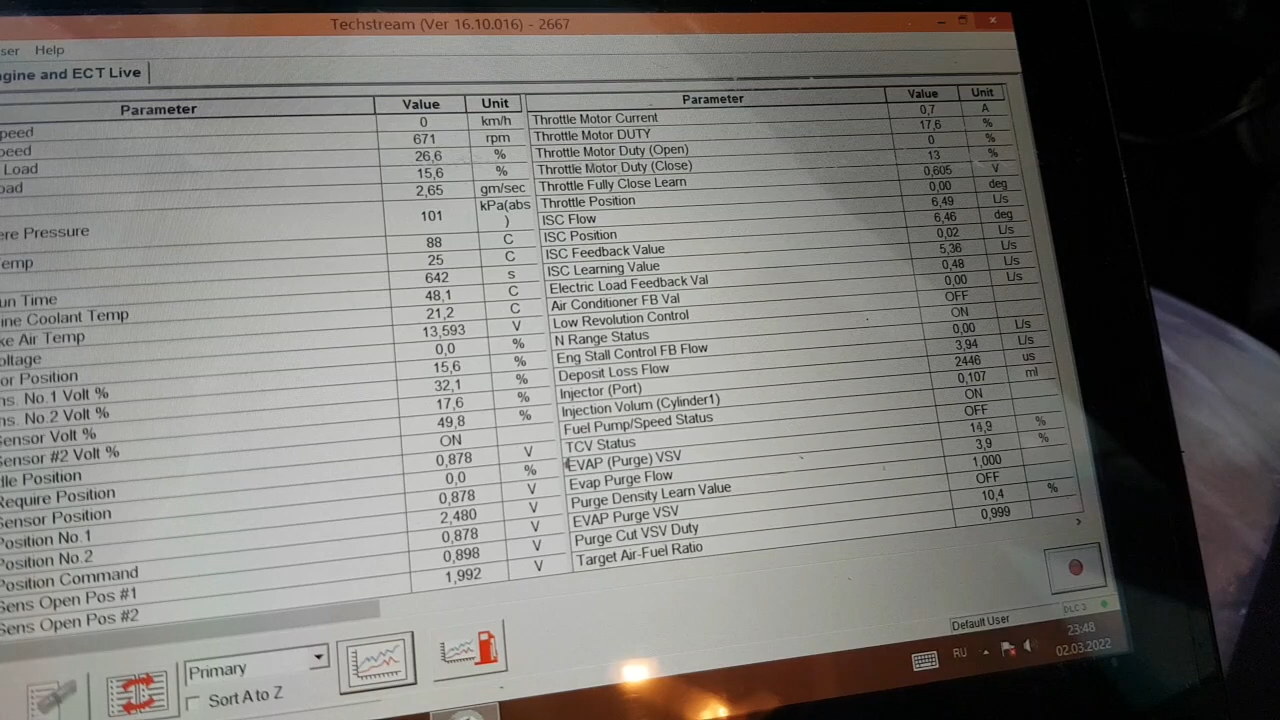 Techstream (Ver 16.10.016) - 2667
ser Help
ngine and ECT Live
Parameter Value Unit
peed 0 km/h
peed 671 rpm
Load 26,6 %
oad 15,6 %
2,65 gm/sec
ere Pressure 101 kPa(abs
)
emp 88 C
25 C
un Time 642 s
ine Coolant Temp 48,1 C
ke Air Temp 21,2 C
oltage 13,593 V
or Position 0,0 %
ns. No.1 Volt % 15,6 %
ns. No.2 Volt % 32,1 %
ensor Volt % 17,6 %
ensor #2 Volt % 49,8 %
dle Position ON
Require Position 0,878 V
Sensor Position 0,0 %
Position No.1 0,878 V
Position No.2 2,480 V
Position Command 0,878 V
Sens Open Pos #1 0,898 V
Sens Open Pos #2 1,992 V
Parameter Value Unit
Throttle Motor Current 0,7 A
Throttle Motor DUTY 17,6 %
Throttle Motor Duty (Open) 0 %
Throttle Motor Duty (Close) 13 %
Throttle Fully Close Learn 0,605 V
Throttle Position 0,00 deg
ISC Flow 6,49 L/s
ISC Position 6,46 deg
ISC Feedback Value 0,02 L/s
ISC Learning Value 5,36 L/s
Electric Load Feedback Val 0,48 L/s
Air Conditioner FB Val 0,00 L/s
Low Revolution Control OFF
N Range Status ON
Eng Stall Control FB Flow 0,00 L/s
Deposit Loss Flow 3,94 L/s
Injector (Port) 2446 us
Injection Volum (Cylinder1) 0,107 ml
Fuel Pump/Speed Status ON
TCV Status OFF
EVAP (Purge) VSV 14,9 %
Evap Purge Flow 3,9 %
Purge Density Learn Value 1,000
EVAP Purge VSV OFF
Purge Cut VSV Duty 10,4 %
Target Air-Fuel Ratio 0,999
Primary
Sort A to Z
Default User
DLC 3
RU
23:48
02.03.2022